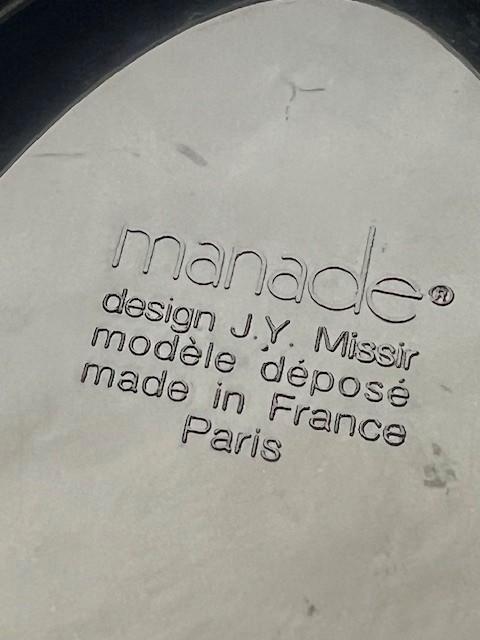 manade®
design J.Y. Missir
modèle déposé
made in France
Paris